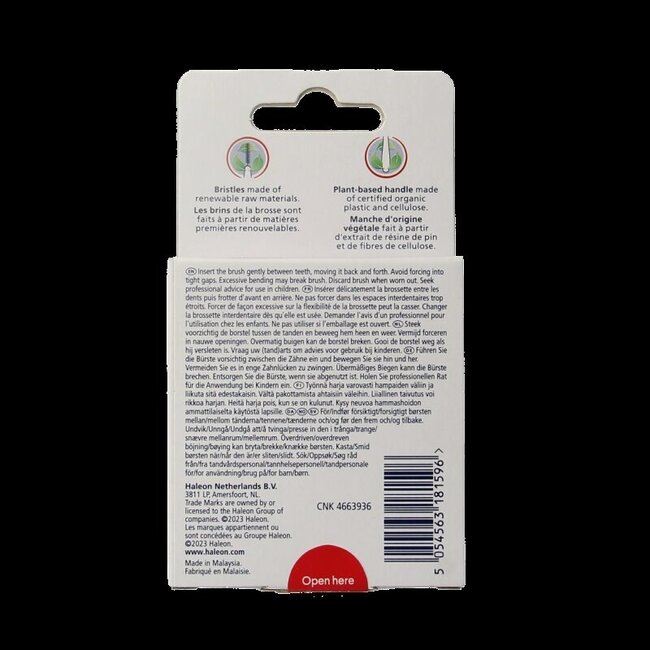 Bristles made of
renewable raw materials.
Les brins de la brosse sont
faits à partir de matières
premières renouvelables.
Plant-based handle made
of certified organic
plastic and cellulose.
Manche d'origine
végétale fait à partir
d'extrait de résine de pin
et de fibres de cellulose.
EN Insert the brush gently between teeth, moving it back and forth. Avoid forcing into
tight gaps. Excessive bending may break brush. Discard brush when worn out. Seek
professional advice for use in children. FR Insérer délicatement la brossette entre les
dents puis frotter d'avant en arrière. Ne pas forcer dans les espaces interdentaires trop
étroits. Forcer de façon excessive sur la flexibilité de la brossette peut la casser. Changer
la brossette interdentaire dès qu'elle est usée. Demander l'avis d'un professionnel pour
l'utilisation chez les enfants. Ne pas utiliser si l'emballage est ouvert. NL Steek
voorzichtig de borstel tussen de tanden en beweeg hem heen en weer. Vermijd forceren
in nauwe openingen. Overmatig buigen kan de borstel breken. Gooi de borstel weg als
hij versleten is. Vraag uw (tand)arts om advies voor gebruik bij kinderen. DE Führen Sie
die Bürste vorsichtig zwischen die Zähne ein und bewegen Sie sie hin und her.
Vermeiden Sie es in enge Zahnlücken zu zwingen. Übermäßiges Biegen kann die Bürste
brechen. Entsorgen Sie die Bürste, wenn sie abgenutzt ist. Holen Sie professionellen Rat
für die Anwendung bei Kindern ein. FI Työnnä harja varovasti hampaiden väliin ja
liikuta sitä edestakaisin. Vältä pakottamista ahtaisiin väleihin. Liiallinen taivutus voi
rikkoa harjan. Heitä harja pois, kun se on kulunut. Kysy neuvoa hammashoidon
ammattilaiselta käytöstä lapsille. DA NO SV För/Indfør försiktigt/forsigtigt børsten
mellan/mellom tänderna/tennene/tænderne och/og før den frem och/og tilbake.
Undvik/Unngå/Undgå att/å tvinga/presse in den i trånga/trange/
snævre mellanrum/mellemrum. Överdriven/overdreven
böjning/bøying kan bryta/brekke/knække børsten. Kasta/Smid
børsten när/når den är/er sliten/slidt. Sök/Oppsøk/Søg råd
från/fra tandvårdspersonal/tannhelsepersonell/tandpersonale
för/for användning/brug på/for barn/børn.
Haleon Netherlands B.V.
3811 LP, Amersfoort, NL.
Trade Marks are owned by or
licensed to the Haleon Group of
companies. ©2023 Haleon.
Les marques appartiennent ou
sont concédées au Groupe Haleon.
©2023 Haleon.
www.haleon.com
Made in Malaysia.
Fabriqué en Malaisie.
CNK 4663936
5 054563 181596 >
Open here